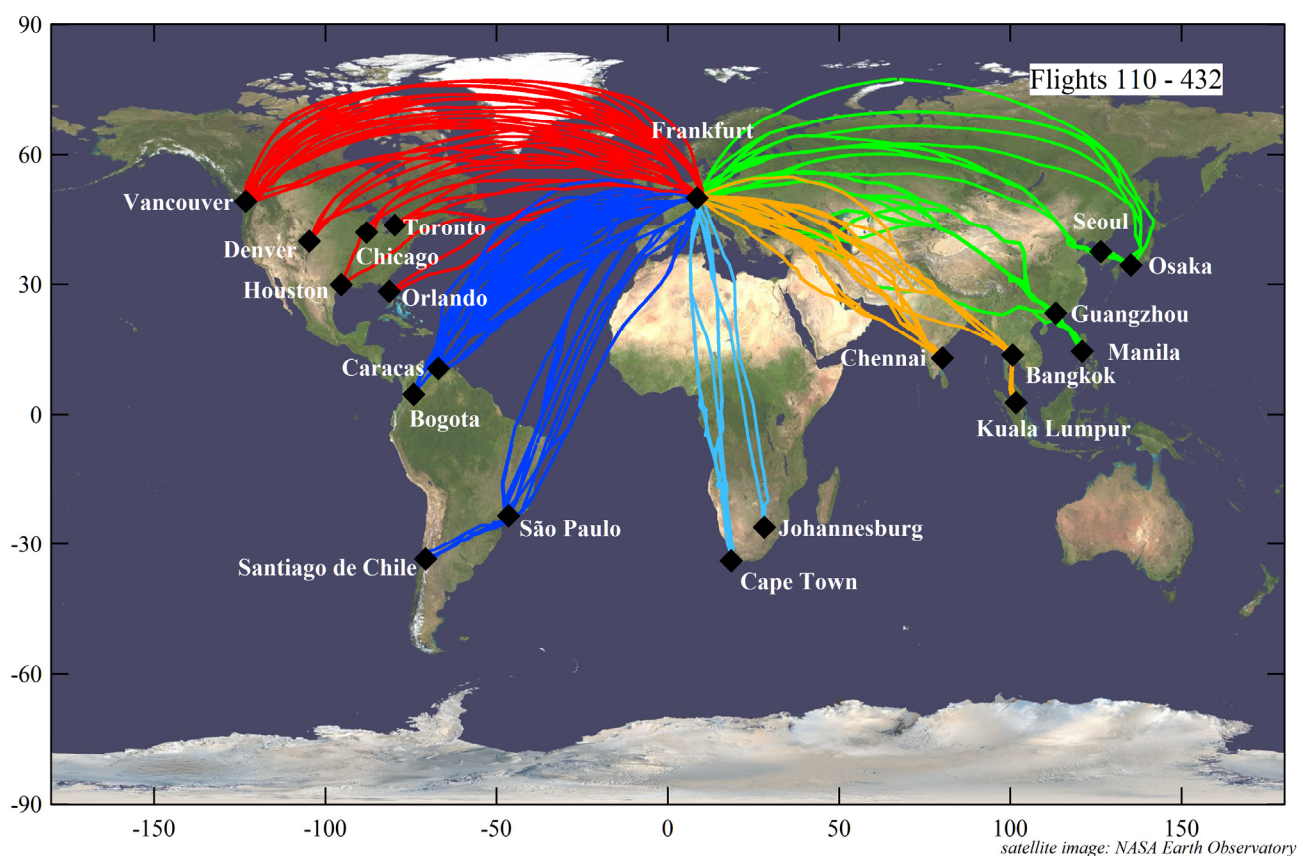 90
60
30
0
-30
-60
-90
-150
-100
-50
0
50
100
150
Flights 110 - 432
Frankfurt
Vancouver
Denver
Toronto
Chicago
Houston
Orlando
Caracas
Bogota
São Paulo
Santiago de Chile
Johannesburg
Cape Town
Seoul
Osaka
Guangzhou
Manila
Chennai
Bangkok
Kuala Lumpur
satellite image: NASA Earth Observatory